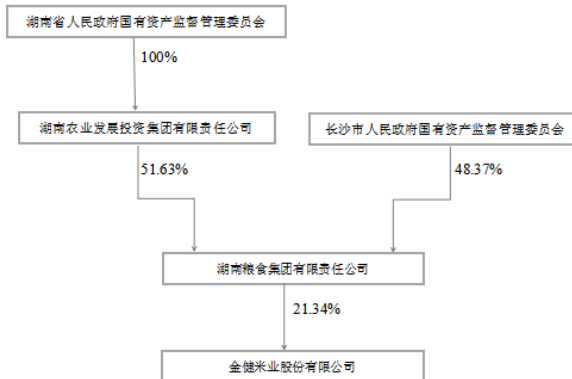 湖南省人民政府国有资产监督管理委员会
100%
湖南农业发展投资集团有限责任公司
长沙市人民政府国有资产监督管理委员会
51.63%
48.37%
湖南粮食集团有限责任公司
21.34%
金健米业股份有限公司